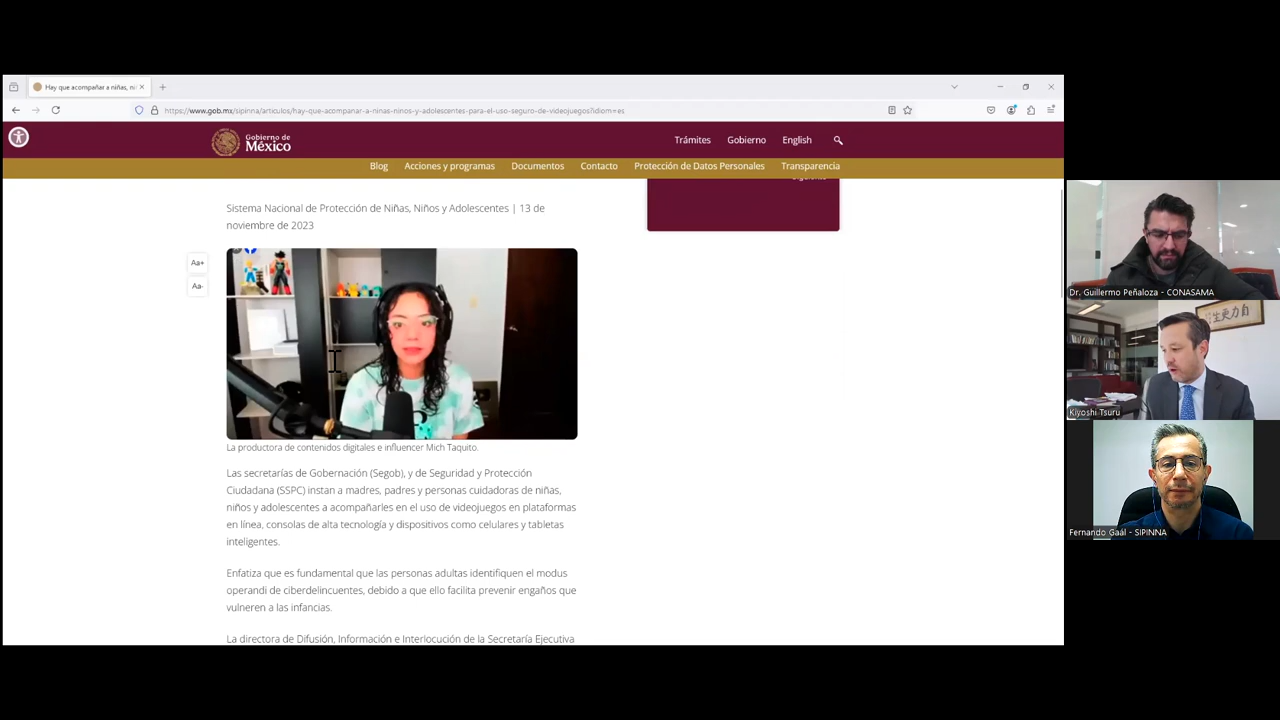 Hay que acompañar a niñas, ni
https://www.gob.mx/sipinna/articulos/hay-que-acompanar-a-ninas-ninos-y-adolescentes-para-el-uso-seguro-de-videojuegos?idiom=es
Gobierno de
México
Trámites Gobierno English
Blog Acciones y programas Documentos Contacto Protección de Datos Personales Transparencia
Sistema Nacional de Protección de Niñas, Niños y Adolescentes | 13 de
noviembre de 2023
Aa+
Aa-
La productora de contenidos digitales e influencer Mich Taquito.
Las secretarías de Gobernación (Segob), y de Seguridad y Protección
Ciudadana (SSPC) instan a madres, padres y personas cuidadoras de niñas,
niños y adolescentes a acompañarles en el uso de videojuegos en plataformas
en línea, consolas de alta tecnología y dispositivos como celulares y tabletas
inteligentes.
Enfatiza que es fundamental que las personas adultas identifiquen el modus
operandi de ciberdelincuentes, debido a que ello facilita prevenir engaños que
vulneren a las infancias.
La directora de Difusión, Información e Interlocución de la Secretaría Ejecutiva
Dr. Guillermo Peñaloza - CONASAMA
自力更生
Kiyoshi Tsuru
Fernando Gaál - SIPINNA